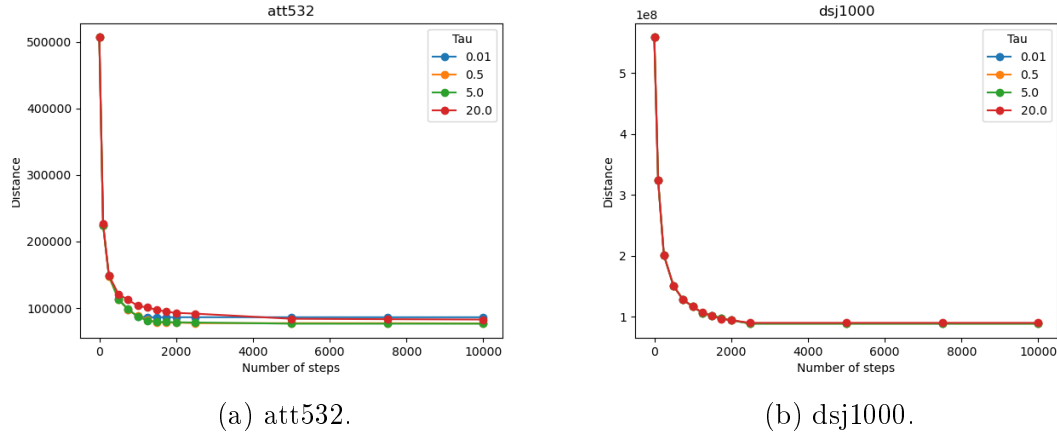 att532
500000
400000
300000
200000
100000
Distance
0
2000
4000
6000
8000
10000
Number of steps
Tau
0.01
0.5
5.0
20.0
(a) att532.
dsj1000
1e8
5
4
3
2
1
Distance
0
2000
4000
6000
8000
10000
Number of steps
Tau
0.01
0.5
5.0
20.0
(b) dsj1000.